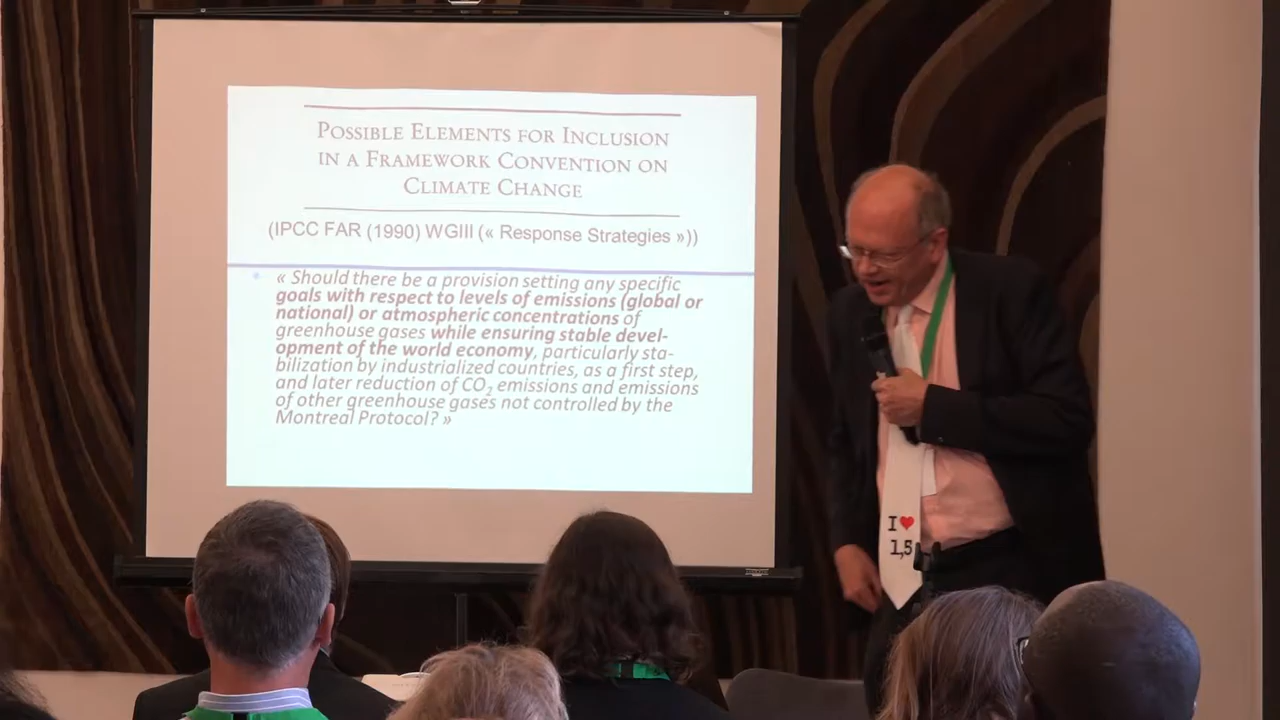 POSSIBLE ELEMENTS FOR INCLUSION
IN A FRAMEWORK CONVENTION ON
CLIMATE CHANGE
(IPCC FAR (1990) WGIII (« Response Strategies »))
« Should there be a provision setting any specific
goals with respect to levels of emissions (global or
national) or atmospheric concentrations of
greenhouse gases while ensuring stable devel-
opment of the world economy, particularly sta-
bilization by industrialized countries, as a first step,
and later reduction of CO2 emissions and emissions
of other greenhouse gases not controlled by the
Montreal Protocol? »
I ❤
1,5